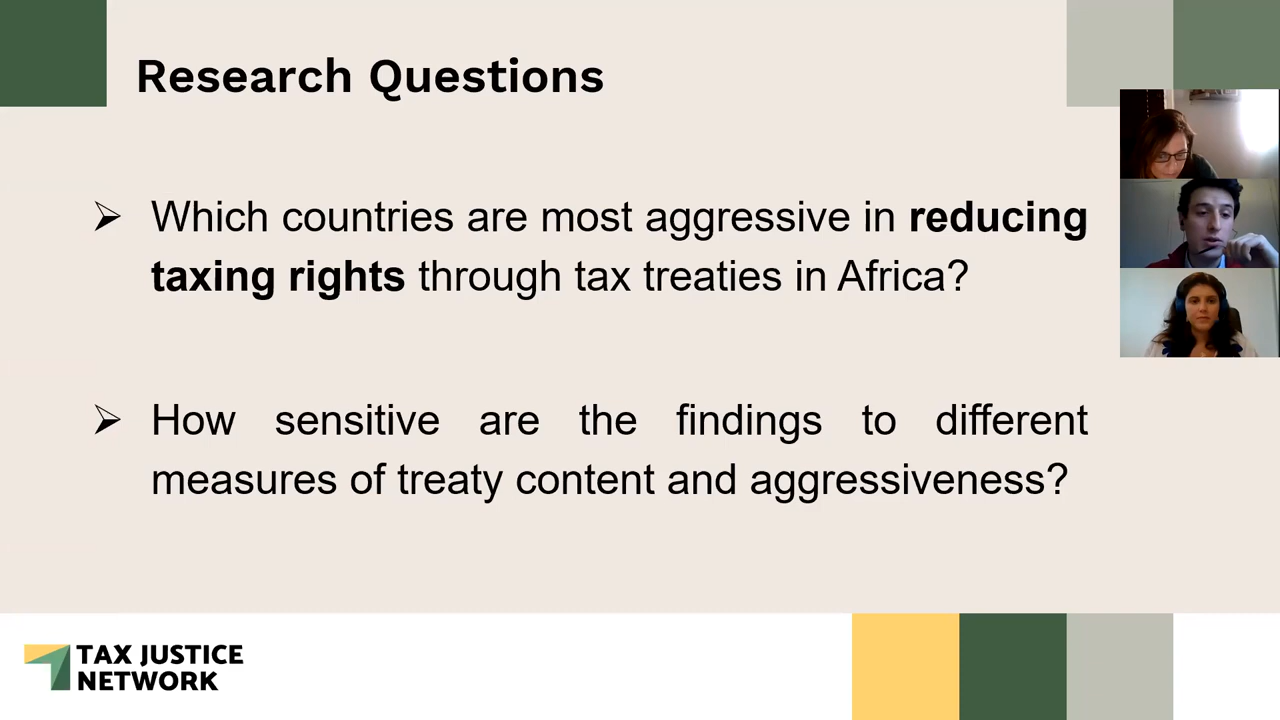 Research Questions
➢ Which countries are most aggressive in reducing
taxing rights through tax treaties in Africa?
➢ How sensitive are the findings to different
measures of treaty content and aggressiveness?
TAX JUSTICE
NETWORK